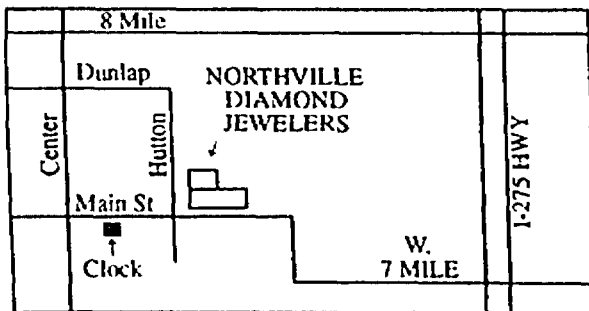 8 Mile
Dunlap
NORTHVILLE
DIAMOND
JEWELERS
Center
Hutton
I-275 HWY
Main St
Clock
W.
7 MILE